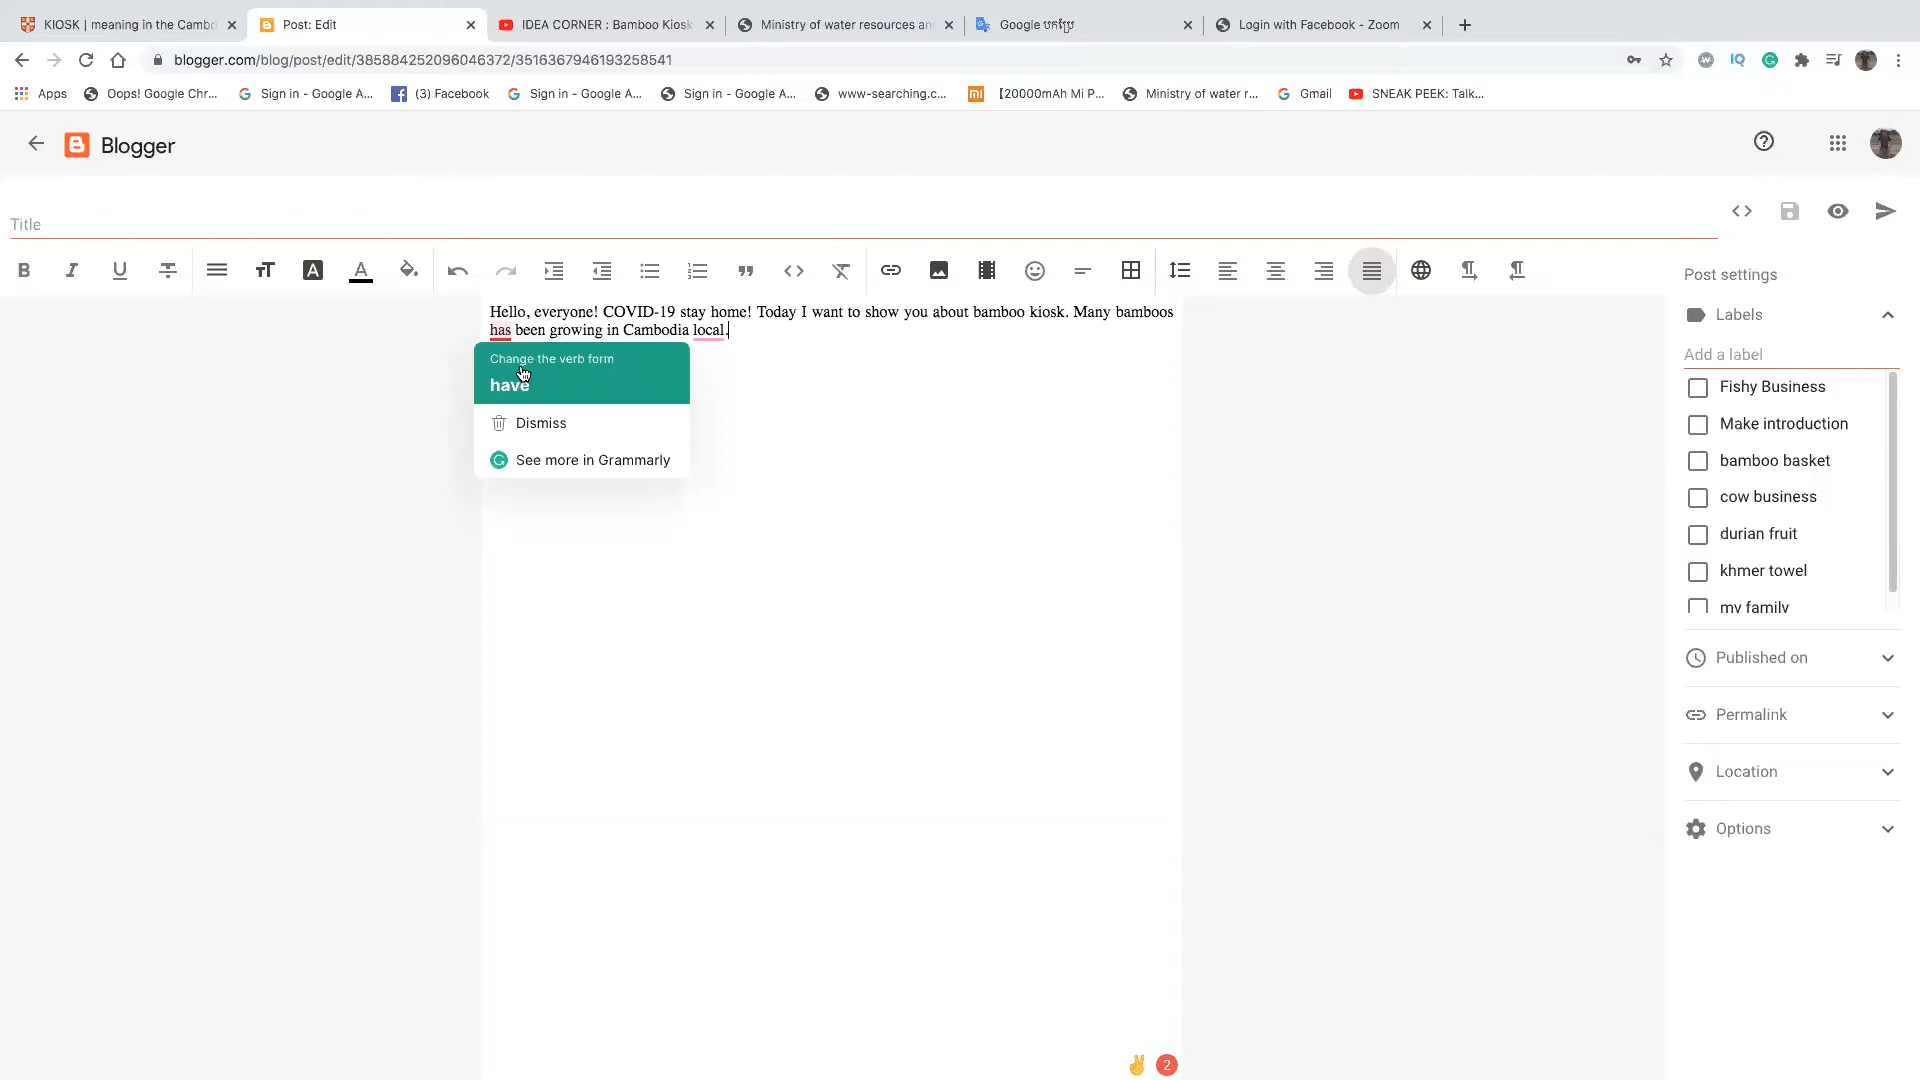 KIOSK | meaning in the Cambr
Post: Edit
IDEA CORNER : Bamboo Kiosk
Ministry of water resources an
Google បកប្រែ
Login with Facebook - Zoom
blogger.com/blog/post/edit/385884252096046372/3516367946193258541
Apps
Oops! Google Chr...
Sign in - Google A...
(3) Facebook
Sign in - Google A...
Sign in - Google A...
www-searching.c...
【20000mAh Mi P...
Ministry of water r...
Gmail
SNEAK PEEK: Talk...
Blogger
Title
Hello, everyone! COVID-19 stay home! Today I want to show you about bamboo kiosk. Many bamboos
has been growing in Cambodia local.
Change the verb form
have
Dismiss
See more in Grammarly
Post settings
Labels
Add a label
Fishy Business
Make introduction
bamboo basket
cow business
durian fruit
khmer towel
my family
Published on
Permalink
Location
Options
2